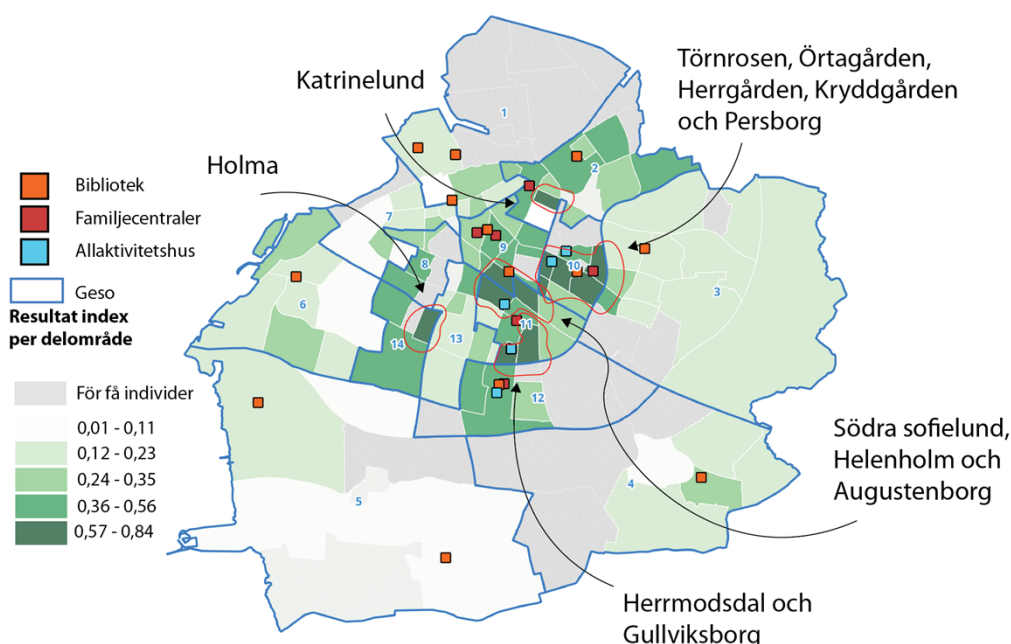 Katrinelund
Törnrosen, Örtagården,
Herrgården, Kryddgården
och Persborg
Holma
Bibliotek
Familjecentraler
Allaktivitetshus
Geso
Resultat index
per delområde
För få individer
0,01 - 0,11
0,12 - 0,23
0,24 - 0,35
0,36 - 0,56
0,57 - 0,84
1
2
7
9
8
10
3
6
11
14
13
12
4
5
Södra sofielund,
Helenholm och
Augustenborg
Herrmodsdal och
Gullviksborg